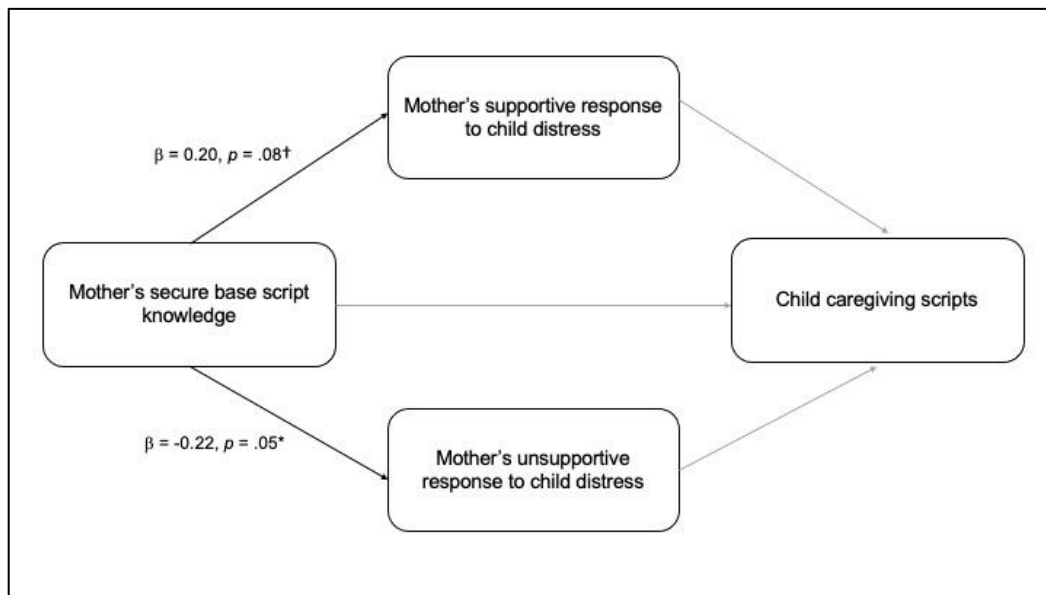 Mother's supportive response
to child distress
β = 0.20, p = .08†
Mother's secure base script
knowledge
Child caregiving scripts
β = -0.22, p = .05*
Mother's unsupportive
response to child distress